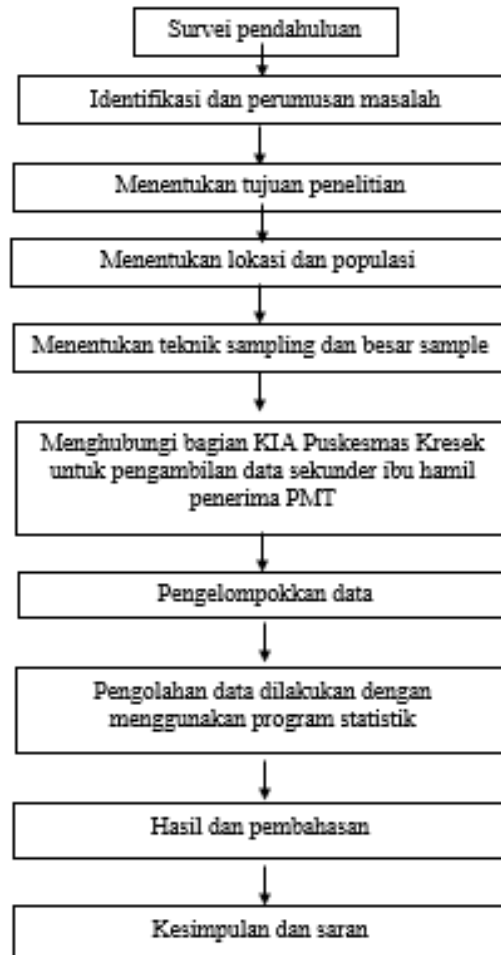 Survei pendahuluan
Identifikasi dan perumusan masalah
Menentukan tujuan penelitian
Menentukan lokasi dan populasi
Menentukan teknik sampling dan besar sample
Menghubungi bagian KIA Puskesmas Kresek
untuk pengambilan data sekunder ibu hamil
penerima PMT
Pengelompokkan data
Pengolahan data dilakukan dengan
menggunakan program statistik
Hasil dan pembahasan
Kesimpulan dan saran